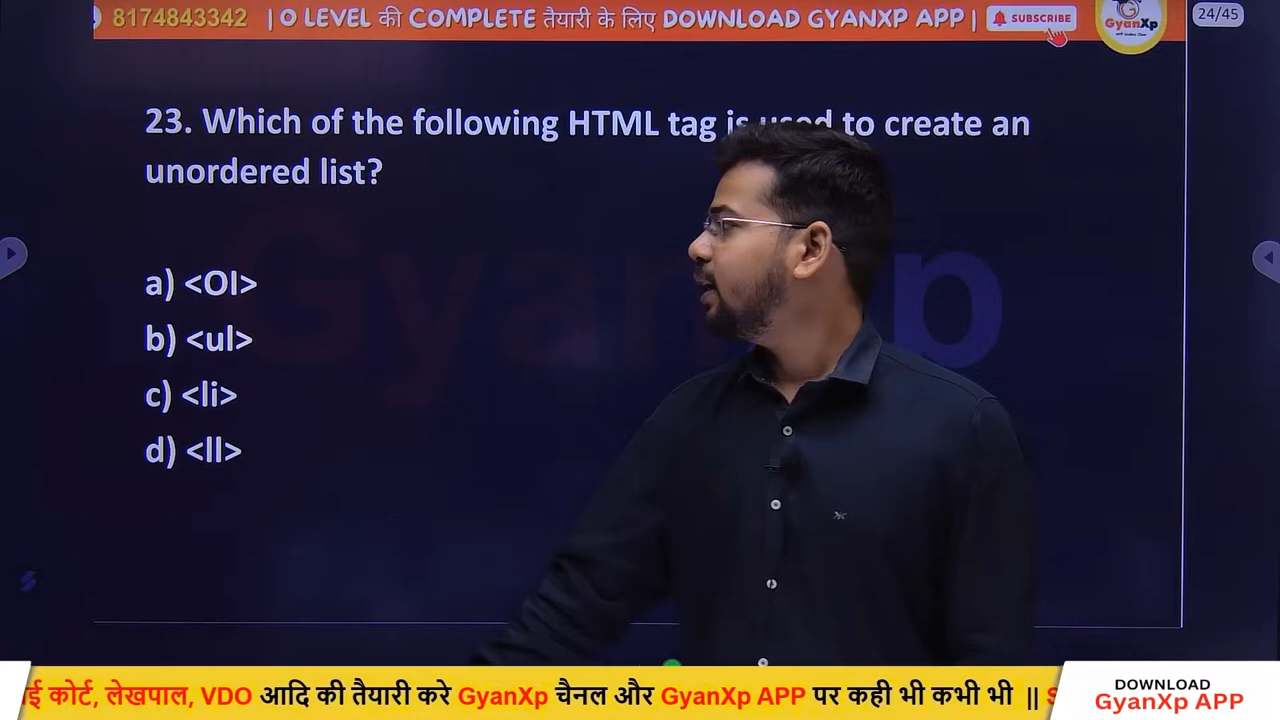 8174843342 | O LEVEL की COMPLETE तैयारी के लिए DOWNLOAD GYANXP APP |
SUBSCRIBE
GyanXp
24/45
23. Which of the following HTML tag is used to create an
unordered list?
a) <Ol>
b) <ul>
c) <li>
d) <ll>
कोर्ट, लेखपाल, VDO आदि की तैयारी करे GyanXp चैनल और GyanXp APP पर कही भी कभी भी ||
DOWNLOAD
GyanXp APP